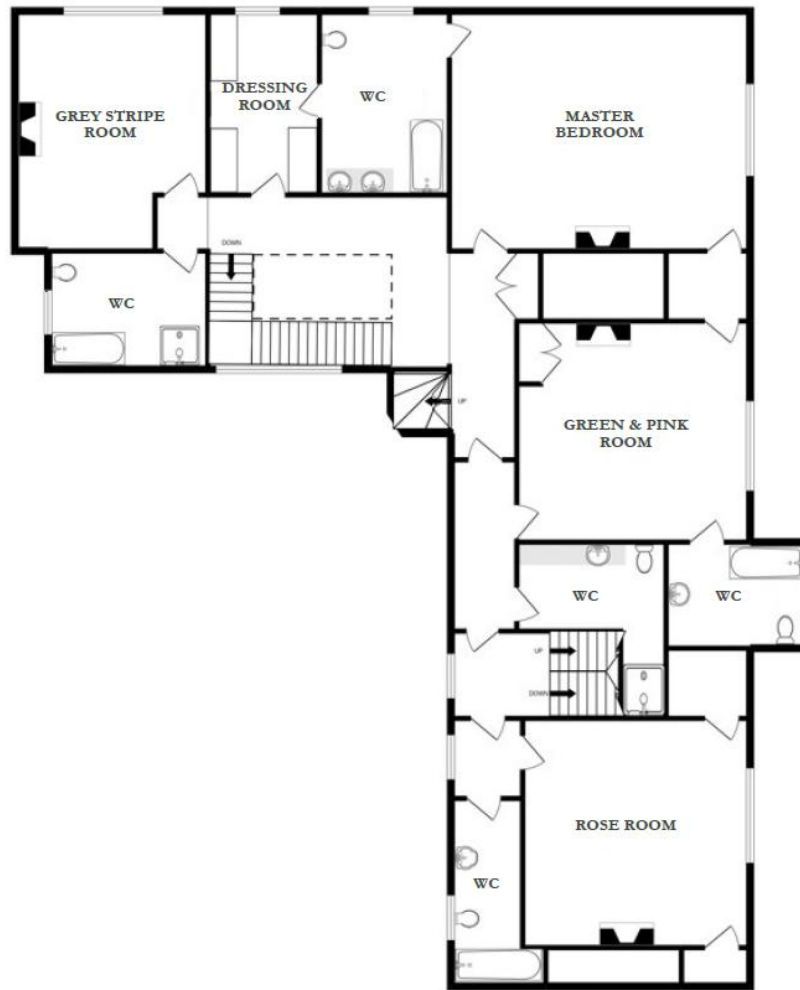 GREY STRIPE
ROOM
DRESSING
ROOM
WC
MASTER
BEDROOM
DOWN
WC
UP
GREEN & PINK
ROOM
WC
WC
UP
DOWN
ROSE ROOM
WC